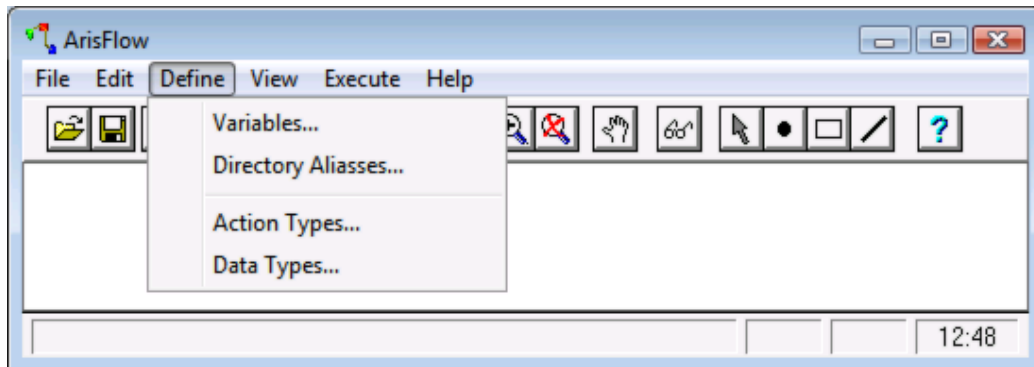 ArisFlow
File Edit Define View Execute Help
Variables...
Directory Aliasses...
Action Types...
Data Types...
12:48